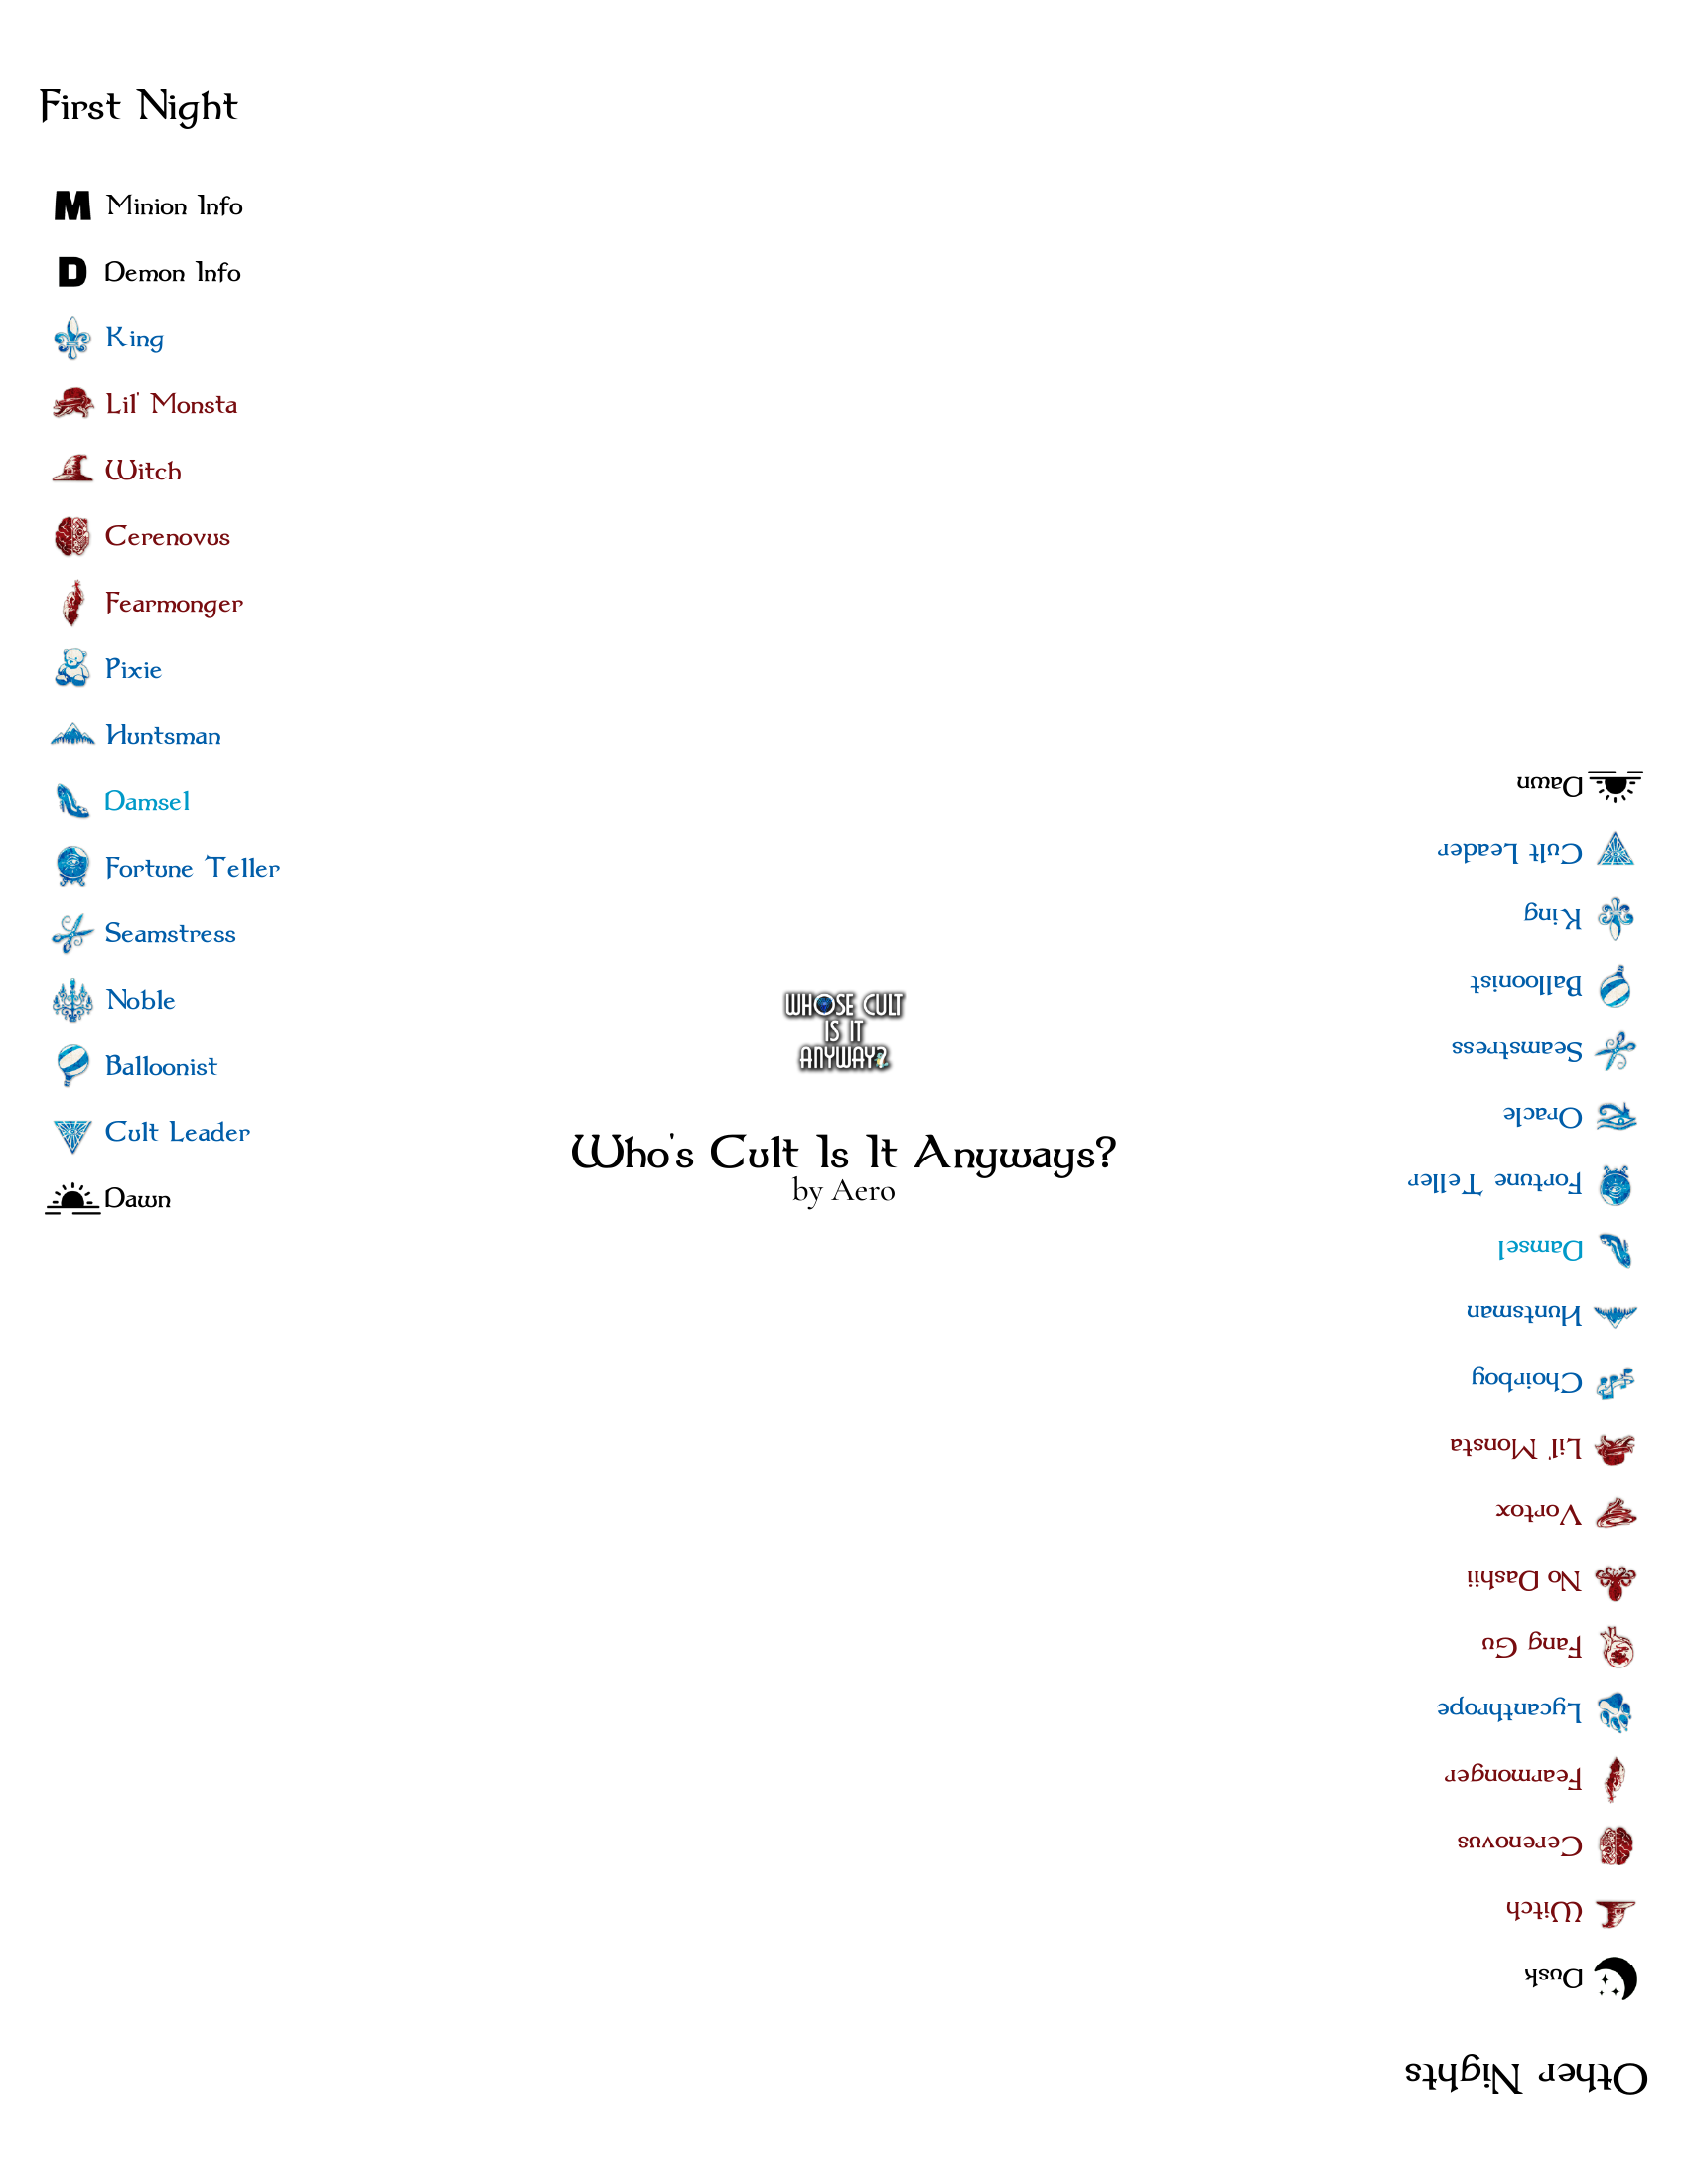 First Night
M Minion Info
D Demon Info
King
Lil' Monsta
Witch
Cerenovus
Fearmonger
Pixie
Huntsman
Damsel
Fortune Teller
Seamstress
Noble
Balloonist
Cult Leader
Dawn
WHOSE CULT
IS IT
ANYWAY?
Who's Cult Is It Anyways?
by Aero
Other Nights
Dusk
Witch
Cerenovus
Fearmonger
Lycanthrope
Fang Gu
No Dashii
Vortox
Lil' Monsta
Choirboy
Huntsman
Damsel
Fortune Teller
Oracle
Seamstress
Balloonist
King
Cult Leader
Dawn